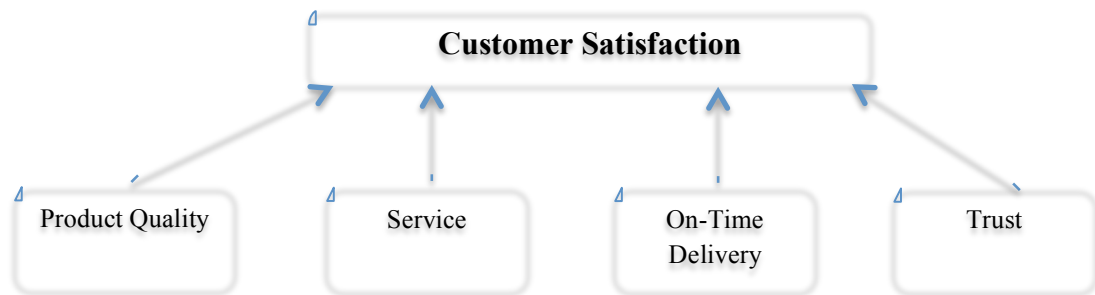 Customer Satisfaction
Product Quality
Service
On-Time
Delivery
Trust